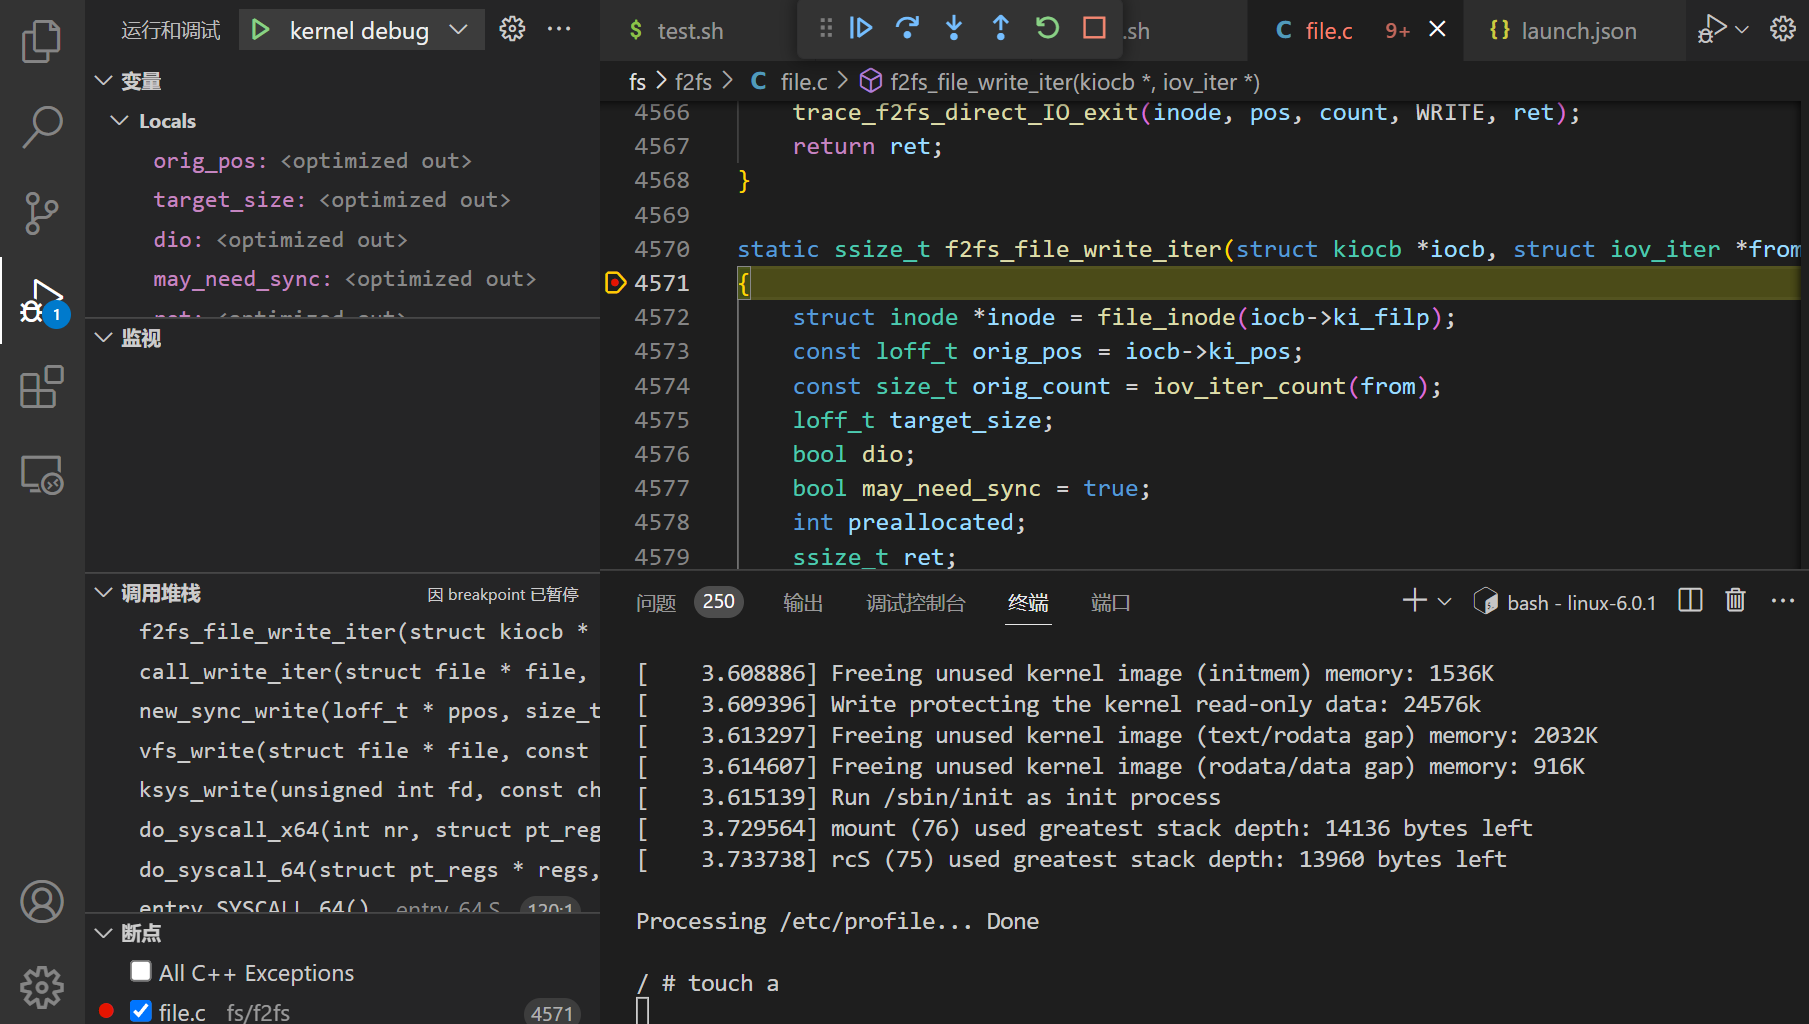 运行和调试 kernel debug
变量
Locals
orig_pos: <optimized out>
target_size: <optimized out>
dio: <optimized out>
may_need_sync: <optimized out>
ret: <optimized out>
监视
调用堆栈 因 breakpoint 已暂停
f2fs_file_write_iter(struct kiocb *
call_write_iter(struct file * file,
new_sync_write(loff_t * ppos, size_t
vfs_write(struct file * file, const
ksys_write(unsigned int fd, const ch
do_syscall_x64(int nr, struct pt_reg
do_syscall_64(struct pt_regs * regs,
entry_SYSCALL_64() entry_64.S 120:1
断点
All C++ Exceptions
file.c fs/f2fs 4571
1
$ test.sh .sh C file.c 9+ {} launch.json
fs > f2fs > C file.c > f2fs_file_write_iter(kiocb *, iov_iter *)
4566 trace_f2fs_direct_IO_exit(inode, pos, count, WRITE, ret);
4567 return ret;
4568 }
4569
4570 static ssize_t f2fs_file_write_iter(struct kiocb *iocb, struct iov_iter *from
4571 {
4572 struct inode *inode = file_inode(iocb->ki_filp);
4573 const loff_t orig_pos = iocb->ki_pos;
4574 const size_t orig_count = iov_iter_count(from);
4575 loff_t target_size;
4576 bool dio;
4577 bool may_need_sync = true;
4578 int preallocated;
4579 ssize_t ret;
问题 250 输出 调试控制台 终端 端口 bash - linux-6.0.1
[    3.608886] Freeing unused kernel image (initmem) memory: 1536K
[    3.609396] Write protecting the kernel read-only data: 24576k
[    3.613297] Freeing unused kernel image (text/rodata gap) memory: 2032K
[    3.614607] Freeing unused kernel image (rodata/data gap) memory: 916K
[    3.615139] Run /sbin/init as init process
[    3.729564] mount (76) used greatest stack depth: 14136 bytes left
[    3.733738] rcS (75) used greatest stack depth: 13960 bytes left
Processing /etc/profile... Done
/ # touch a